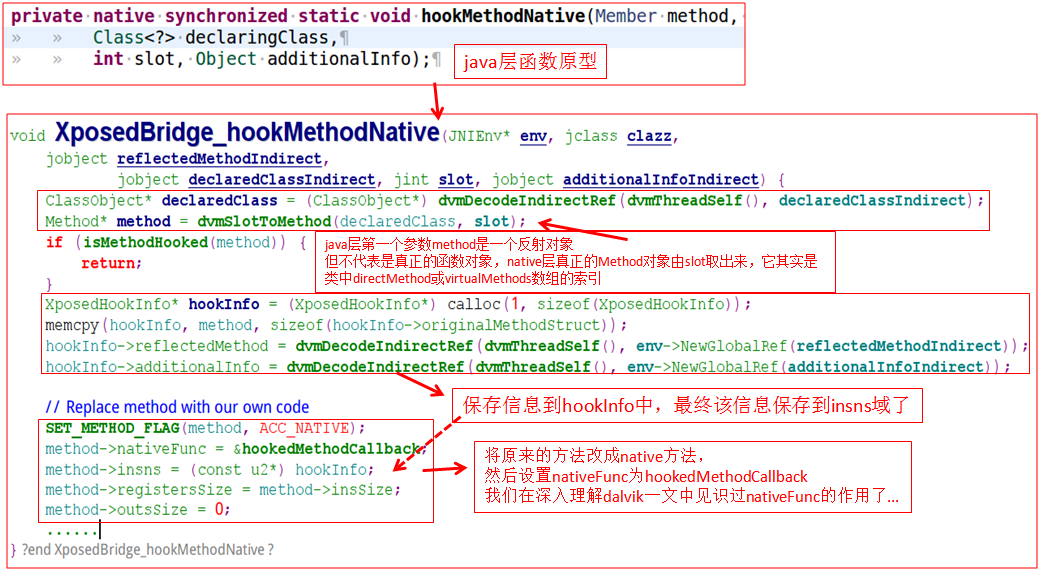 private native synchronized static void hookMethodNative(Member method,
» » Class<?> declaringClass,¶
» » int slot, Object additionalInfo);¶
java层函数原型
void XposedBridge_hookMethodNative(JNIEnv* env, jclass clazz,
jobject reflectedMethodIndirect,
jobject declaredClassIndirect, jint slot, jobject additionalInfoIndirect) {
ClassObject* declaredClass = (ClassObject*) dvmDecodeIndirectRef(dvmThreadSelf(), declaredClassIndirect);
Method* method = dvmSlotToMethod(declaredClass, slot);
if (isMethodHooked(method)) {
return;
}
java层第一个参数method是一个反射对象
但不代表是真正的函数对象，native层真正的Method对象由slot取出来，它其实是
类中directMethod或virtualMethods数组的索引
XposedHookInfo* hookInfo = (XposedHookInfo*) calloc(1, sizeof(XposedHookInfo));
memcpy(hookInfo, method, sizeof(hookInfo->originalMethodStruct));
hookInfo->reflectedMethod = dvmDecodeIndirectRef(dvmThreadSelf(), env->NewGlobalRef(reflectedMethodIndirect));
hookInfo->additionalInfo = dvmDecodeIndirectRef(dvmThreadSelf(), env->NewGlobalRef(additionalInfoIndirect));
保存信息到hookInfo中，最终该信息保存到insns域了
// Replace method with our own code
SET_METHOD_FLAG(method, ACC_NATIVE);
method->nativeFunc = &hookedMethodCallback;
method->insns = (const u2*) hookInfo;
method->registersSize = method->insSize;
method->outsSize = 0;
......
将原来的方法改成native方法，
然后设置nativeFunc为hookedMethodCallback
我们在深入理解dalvik一文中见识过nativeFunc的作用了...
} ?end XposedBridge_hookMethodNative ?